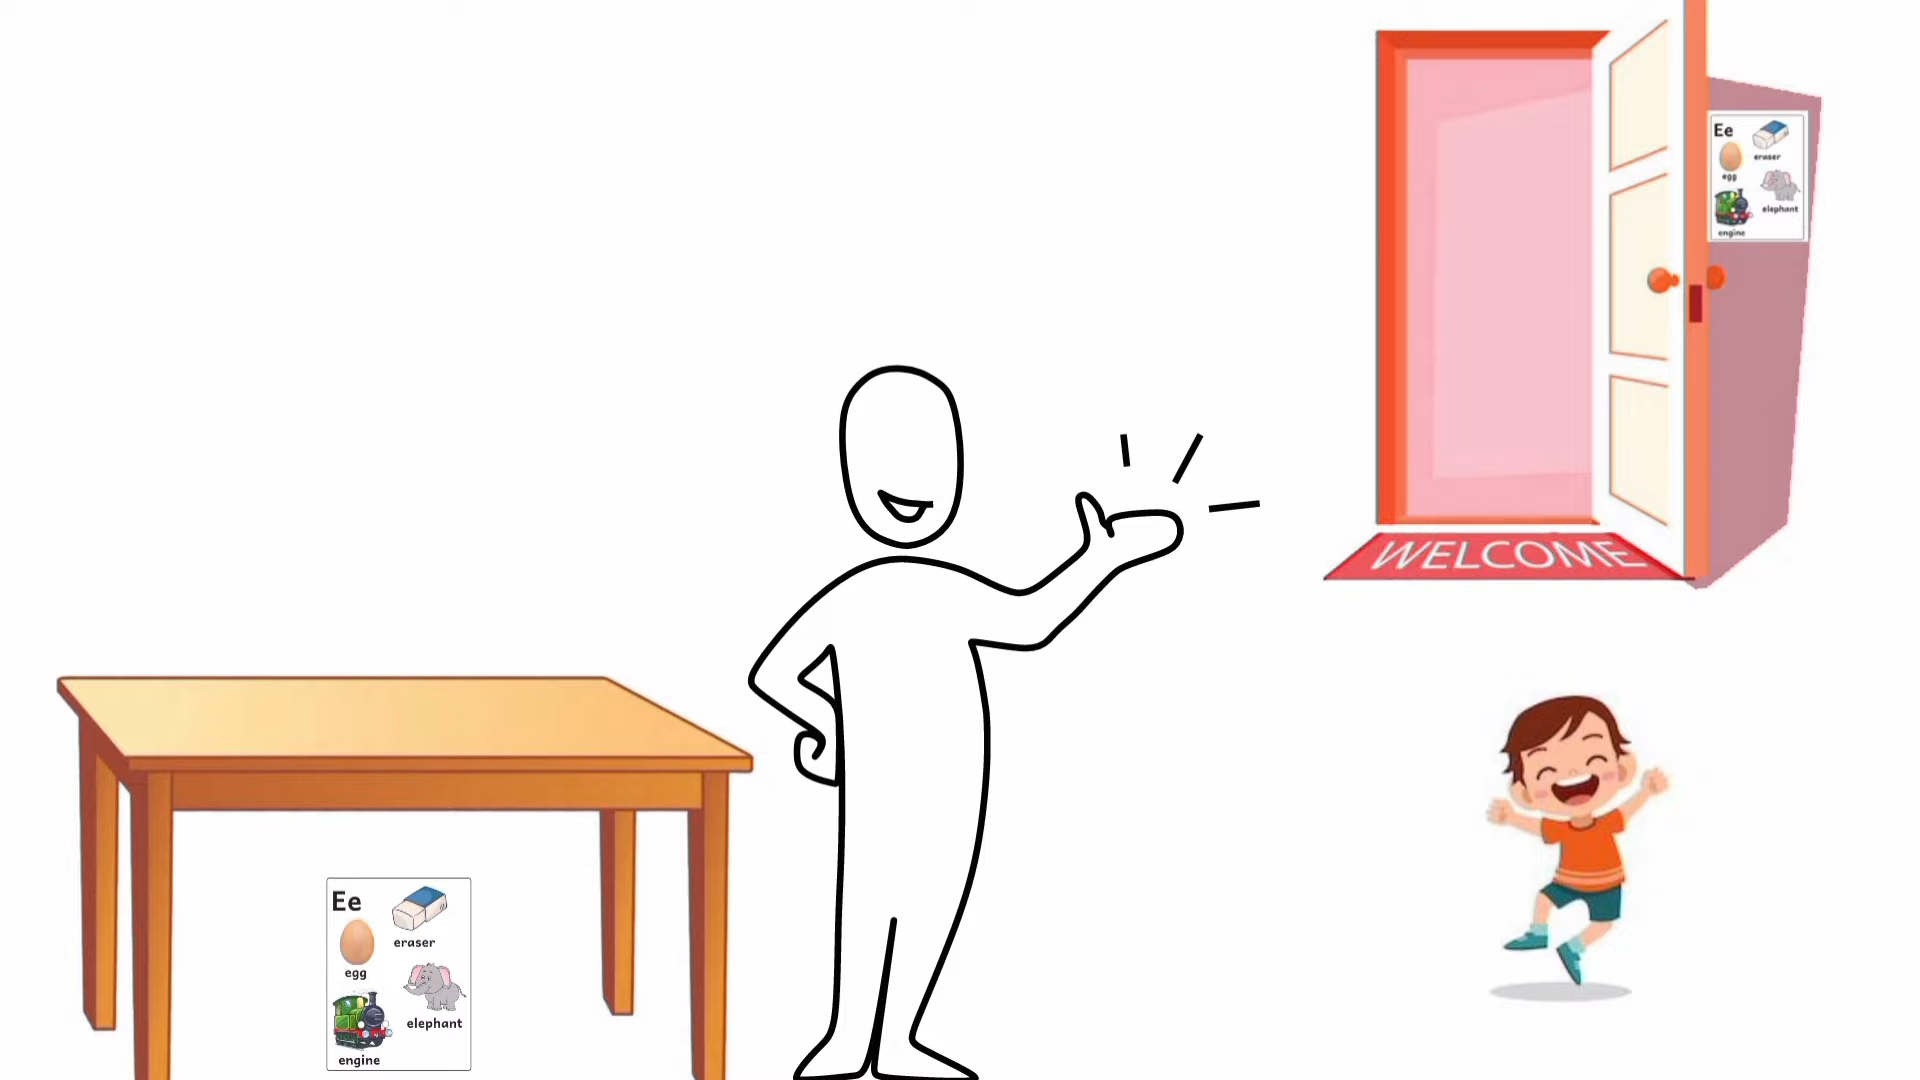 Ee
eraser
egg
elephant
engine
WELCOME
Ee
eraser
egg
elephant
engine